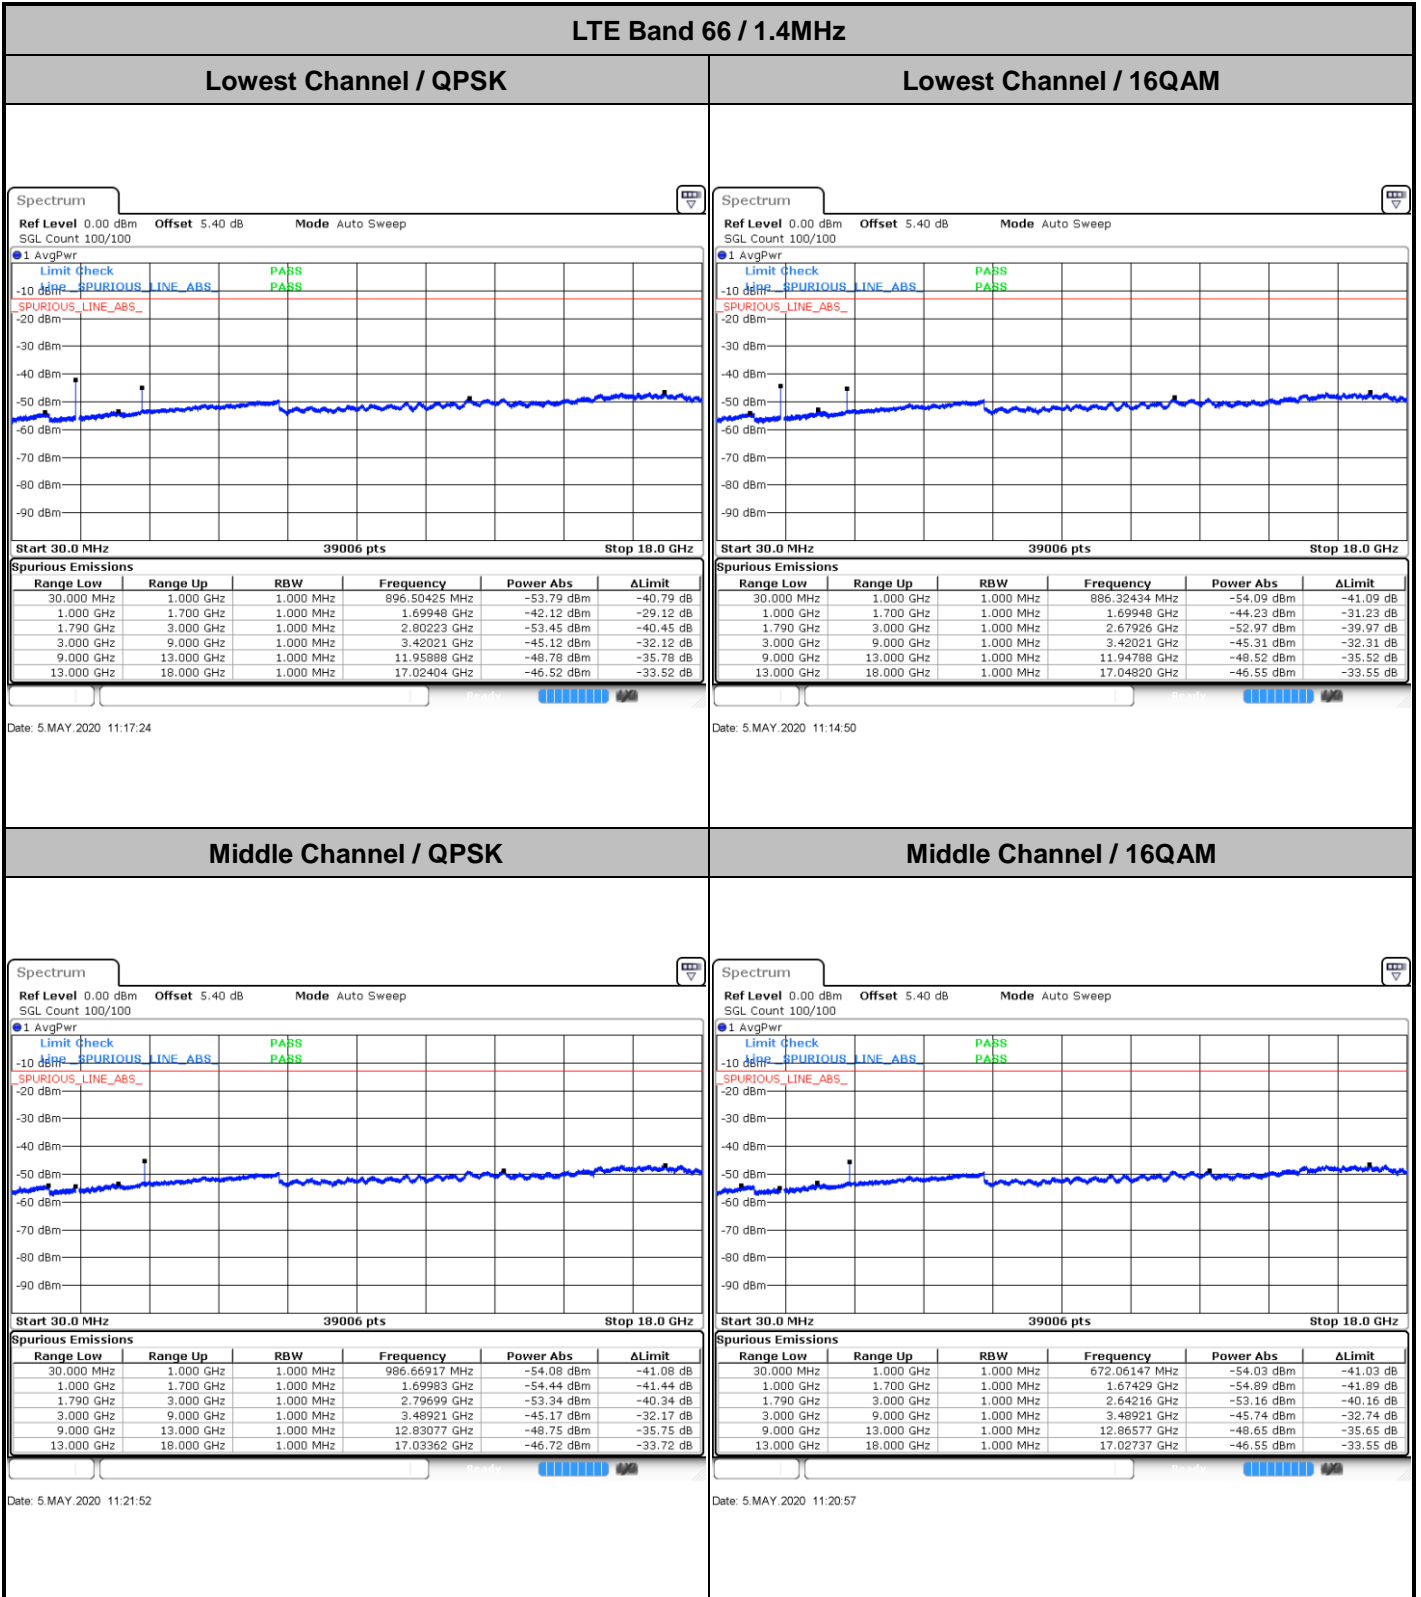 LTE Band 66 / 1.4MHz
Lowest Channel / QPSK
Lowest Channel / 16QAM
Spectrum
Ref Level 0.00 dBm Offset 5.40 dB Mode Auto Sweep
SGL Count 100/100
1 AvgPwr
Limit Check PASS
Line _SPURIOUS_LINE_ABS_ PASS
-10 dBm
_SPURIOUS_LINE_ABS_
-20 dBm
-30 dBm
-40 dBm
-50 dBm
-60 dBm
-70 dBm
-80 dBm
-90 dBm
Start 30.0 MHz 39006 pts Stop 18.0 GHz
Spurious Emissions
Range Low Range Up RBW Frequency Power Abs ΔLimit
30.000 MHz 1.000 GHz 1.000 MHz 896.50425 MHz -53.79 dBm -40.79 dB
1.000 GHz 1.700 GHz 1.000 MHz 1.69948 GHz -42.12 dBm -29.12 dB
1.790 GHz 3.000 GHz 1.000 MHz 2.80223 GHz -53.45 dBm -40.45 dB
3.000 GHz 9.000 GHz 1.000 MHz 3.42021 GHz -45.12 dBm -32.12 dB
9.000 GHz 13.000 GHz 1.000 MHz 11.95888 GHz -48.78 dBm -35.78 dB
13.000 GHz 18.000 GHz 1.000 MHz 17.02404 GHz -46.52 dBm -33.52 dB
Ready
Date: 5.MAY.2020 11:17:24
Spectrum
Ref Level 0.00 dBm Offset 5.40 dB Mode Auto Sweep
SGL Count 100/100
1 AvgPwr
Limit Check PASS
Line _SPURIOUS_LINE_ABS_ PASS
-10 dBm
_SPURIOUS_LINE_ABS_
-20 dBm
-30 dBm
-40 dBm
-50 dBm
-60 dBm
-70 dBm
-80 dBm
-90 dBm
Start 30.0 MHz 39006 pts Stop 18.0 GHz
Spurious Emissions
Range Low Range Up RBW Frequency Power Abs ΔLimit
30.000 MHz 1.000 GHz 1.000 MHz 886.32434 MHz -54.09 dBm -41.09 dB
1.000 GHz 1.700 GHz 1.000 MHz 1.69948 GHz -44.23 dBm -31.23 dB
1.790 GHz 3.000 GHz 1.000 MHz 2.67926 GHz -52.97 dBm -39.97 dB
3.000 GHz 9.000 GHz 1.000 MHz 3.42021 GHz -45.31 dBm -32.31 dB
9.000 GHz 13.000 GHz 1.000 MHz 11.94788 GHz -48.52 dBm -35.52 dB
13.000 GHz 18.000 GHz 1.000 MHz 17.04820 GHz -46.55 dBm -33.55 dB
Ready
Date: 5.MAY.2020 11:14:50
Middle Channel / QPSK
Middle Channel / 16QAM
Spectrum
Ref Level 0.00 dBm Offset 5.40 dB Mode Auto Sweep
SGL Count 100/100
1 AvgPwr
Limit Check PASS
Line _SPURIOUS_LINE_ABS_ PASS
-10 dBm
_SPURIOUS_LINE_ABS_
-20 dBm
-30 dBm
-40 dBm
-50 dBm
-60 dBm
-70 dBm
-80 dBm
-90 dBm
Start 30.0 MHz 39006 pts Stop 18.0 GHz
Spurious Emissions
Range Low Range Up RBW Frequency Power Abs ΔLimit
30.000 MHz 1.000 GHz 1.000 MHz 986.66917 MHz -54.08 dBm -41.08 dB
1.000 GHz 1.700 GHz 1.000 MHz 1.69983 GHz -54.44 dBm -41.44 dB
1.790 GHz 3.000 GHz 1.000 MHz 2.79699 GHz -53.34 dBm -40.34 dB
3.000 GHz 9.000 GHz 1.000 MHz 3.48921 GHz -45.17 dBm -32.17 dB
9.000 GHz 13.000 GHz 1.000 MHz 12.83077 GHz -48.75 dBm -35.75 dB
13.000 GHz 18.000 GHz 1.000 MHz 17.03362 GHz -46.72 dBm -33.72 dB
Ready
Date: 5.MAY.2020 11:21:52
Spectrum
Ref Level 0.00 dBm Offset 5.40 dB Mode Auto Sweep
SGL Count 100/100
1 AvgPwr
Limit Check PASS
Line _SPURIOUS_LINE_ABS_ PASS
-10 dBm
_SPURIOUS_LINE_ABS_
-20 dBm
-30 dBm
-40 dBm
-50 dBm
-60 dBm
-70 dBm
-80 dBm
-90 dBm
Start 30.0 MHz 39006 pts Stop 18.0 GHz
Spurious Emissions
Range Low Range Up RBW Frequency Power Abs ΔLimit
30.000 MHz 1.000 GHz 1.000 MHz 672.06147 MHz -54.03 dBm -41.03 dB
1.000 GHz 1.700 GHz 1.000 MHz 1.67429 GHz -54.89 dBm -41.89 dB
1.790 GHz 3.000 GHz 1.000 MHz 2.64216 GHz -53.16 dBm -40.16 dB
3.000 GHz 9.000 GHz 1.000 MHz 3.48921 GHz -45.74 dBm -32.74 dB
9.000 GHz 13.000 GHz 1.000 MHz 12.86577 GHz -48.65 dBm -35.65 dB
13.000 GHz 18.000 GHz 1.000 MHz 17.02737 GHz -46.55 dBm -33.55 dB
Ready
Date: 5.MAY.2020 11:20:57